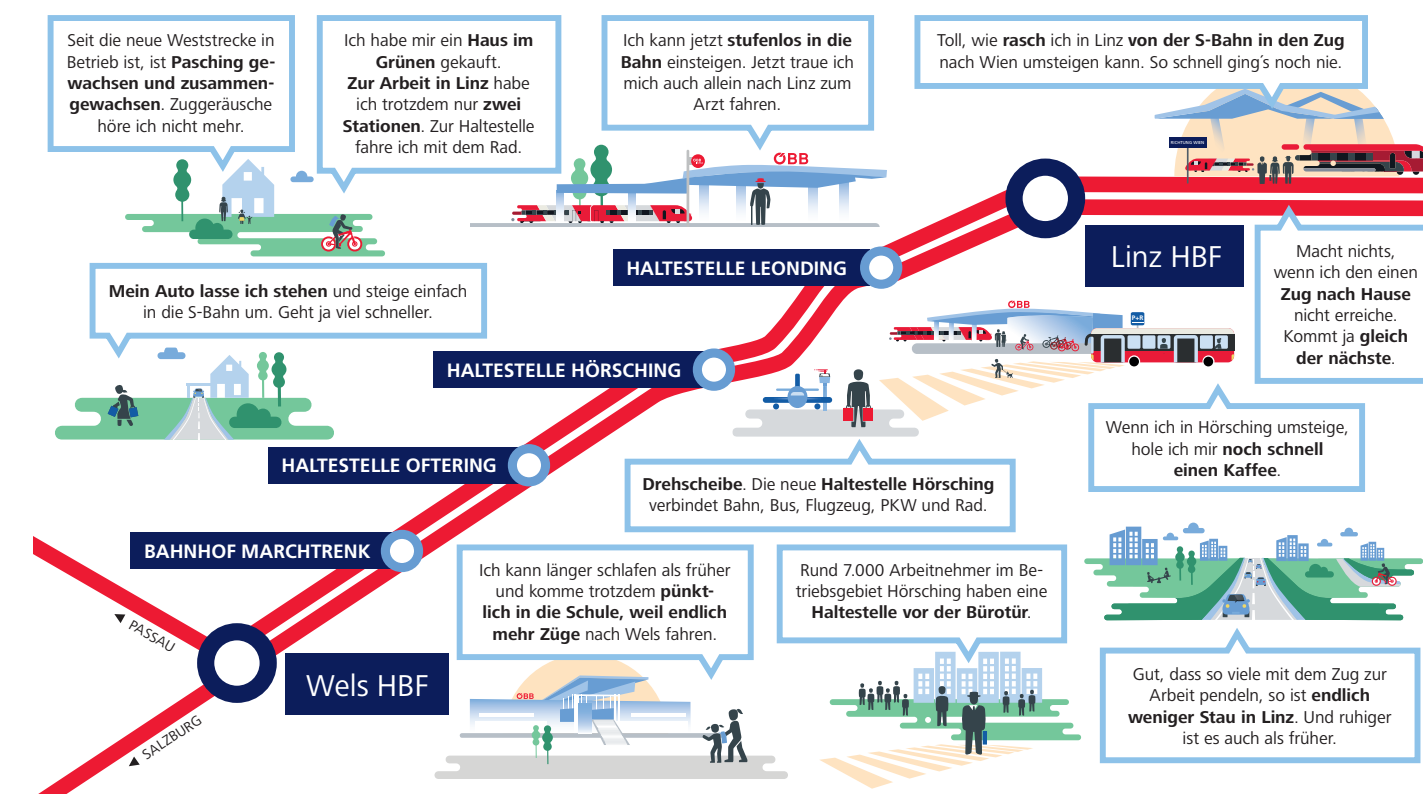 Seit die neue Weststrecke in
Betrieb ist, ist Pasching ge-
wachsen und zusammen-
gewachsen. Zuggeräusche
höre ich nicht mehr.
Ich habe mir ein Haus im
Grünen gekauft.
Zur Arbeit in Linz habe
ich trotzdem nur zwei
Stationen. Zur Haltestelle
fahre ich mit dem Rad.
Ich kann jetzt stufenlos in die
Bahn einsteigen. Jetzt traue ich
mich auch allein nach Linz zum
Arzt fahren.
Toll, wie rasch ich in Linz von der S-Bahn in den Zug
nach Wien umsteigen kann. So schnell ging´s noch nie.
RICHTUNG WIEN
ÖBB
HALTESTELLE LEONDING
Linz HBF
Macht nichts,
wenn ich den einen
Zug nach Hause
nicht erreiche.
Kommt ja gleich
der nächste.
Mein Auto lasse ich stehen und steige einfach
in die S-Bahn um. Geht ja viel schneller.
ÖBB
P+R
HALTESTELLE HÖRSCHING
Wenn ich in Hörsching umsteige,
hole ich mir noch schnell
einen Kaffee.
HALTESTELLE OFTERING
Drehscheibe. Die neue Haltestelle Hörsching
verbindet Bahn, Bus, Flugzeug, PKW und Rad.
BAHNHOF MARCHTRENK
Ich kann länger schlafen als früher
und komme trotzdem pünkt-
lich in die Schule, weil endlich
mehr Züge nach Wels fahren.
Rund 7.000 Arbeitnehmer im Be-
triebsgebiet Hörsching haben eine
Haltestelle vor der Bürotür.
PASSAU
Wels HBF
SALZBURG
ÖBB
Gut, dass so viele mit dem Zug zur
Arbeit pendeln, so ist endlich
weniger Stau in Linz. Und ruhiger
ist es auch als früher.